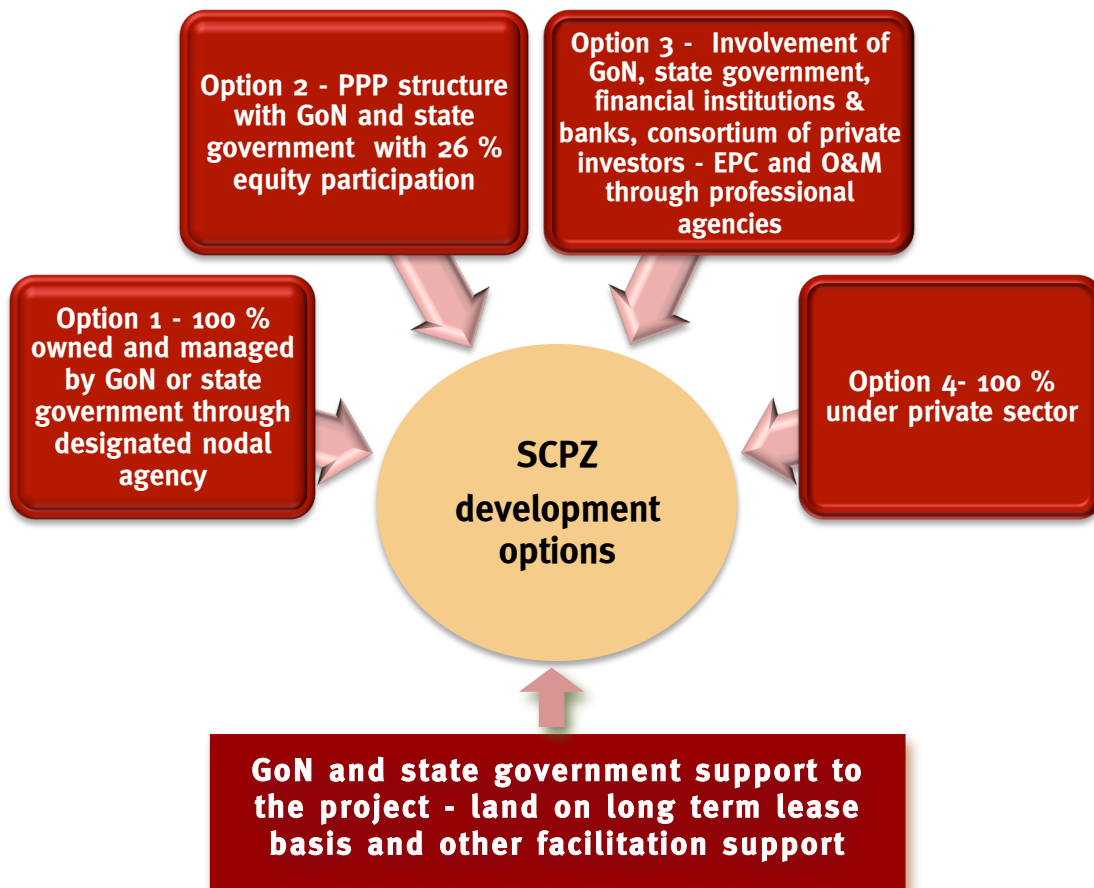 Option 1 - 100 %
owned and managed
by GoN or state
government through
designated nodal
agency
Option 2 - PPP structure
with GoN and state
government with 26 %
equity participation
Option 3 - Involvement of
GoN, state government,
financial institutions &
banks, consortium of private
investors - EPC and O&M
through professional
agencies
Option 4- 100 %
under private sector
SCPZ
development
options
GoN and state government support to
the project - land on long term lease
basis and other facilitation support